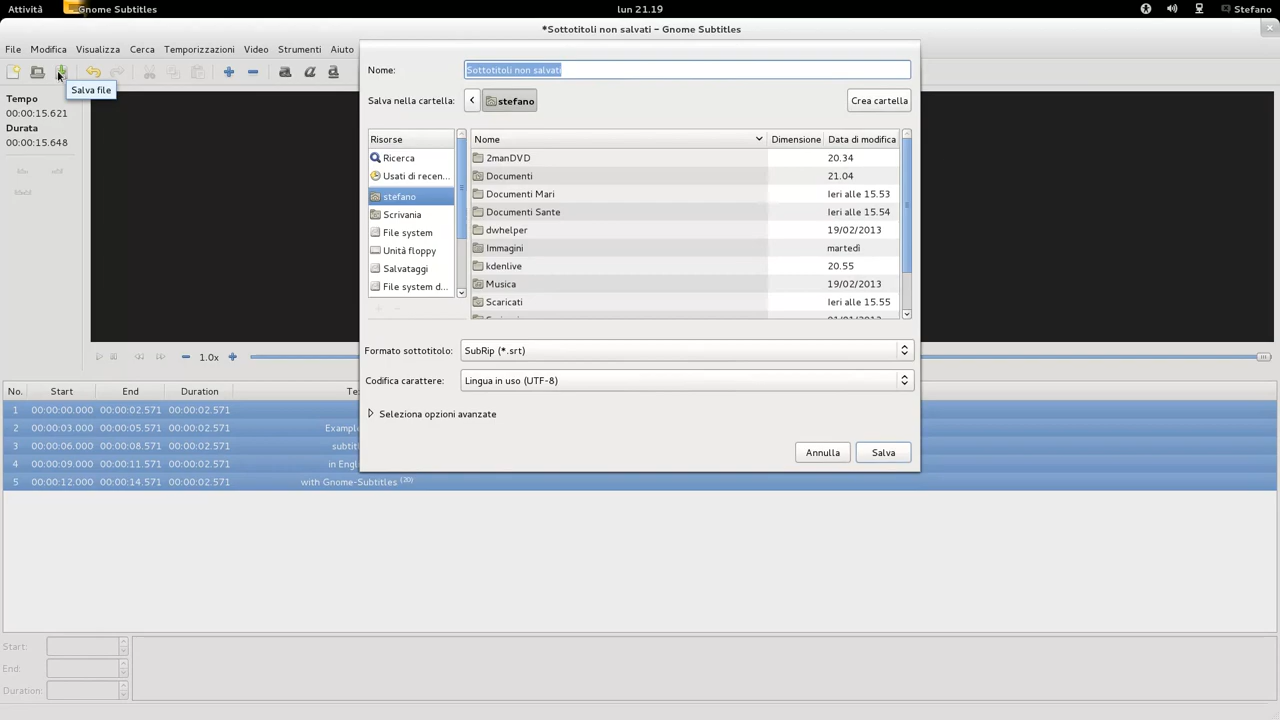 Attività Gnome Subtitles lun 21.19 Stefano
*Sottotitoli non salvati – Gnome Subtitles
File Modifica Visualizza Cerca Temporizzazioni Video Strumenti Aiuto
Salva file
Tempo
00:00:15.621
Durata
00:00:15.648
1.0x
Nome: Sottotitoli non salvati
Salva nella cartella: stefano Crea cartella
Risorse
Ricerca
Usati di recen...
stefano
Scrivania
File system
Unità floppy
Salvataggi
File system d...
Nome Dimensione Data di modifica
2manDVD 20.34
Documenti 21.04
Documenti Mari Ieri alle 15.53
Documenti Sante Ieri alle 15.54
dwhelper 19/02/2013
Immagini martedì
kdenlive 20.55
Musica 19/02/2013
Scaricati Ieri alle 15.55
Formato sottotitolo: SubRip (*.srt)
Codifica carattere: Lingua in uso (UTF-8)
Seleziona opzioni avanzate
Annulla Salva
No. Start End Duration
1 00:00:00.000 00:00:02.571 00:00:02.571
2 00:00:03.000 00:00:05.571 00:00:02.571 Exampl
3 00:00:06.000 00:00:08.571 00:00:02.571 subtit
4 00:00:09.000 00:00:11.571 00:00:02.571 in Engl
5 00:00:12.000 00:00:14.571 00:00:02.571 with Gnome-Subtitles (20)
Start:
End:
Duration: